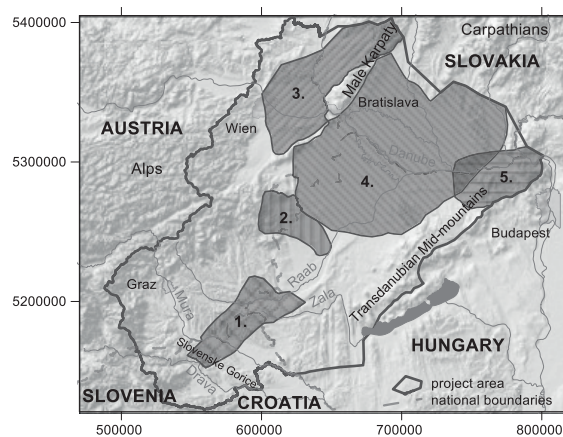 5400000
5300000
5200000
500000
600000
700000
800000
Carpathians
SLOVAKIA
Male Karpaty
3.
Bratislava
AUSTRIA
Wien
Alps
Danube
4.
5.
2.
Transdanubian Mid-mountains
Budapest
Raab
Graz
Mura
Zala
1.
Slovenske Gorice
Drava
HUNGARY
SLOVENIA
CROATIA
project area
national boundaries